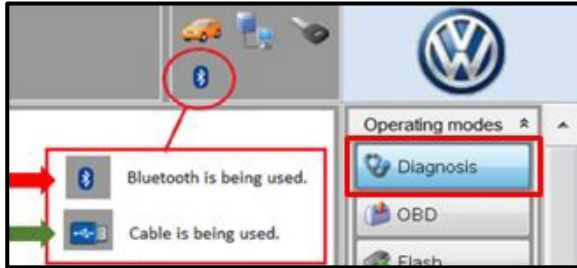 Operating modes
Diagnosis
OBD
Flash
Bluetooth is being used.
Cable is being used.